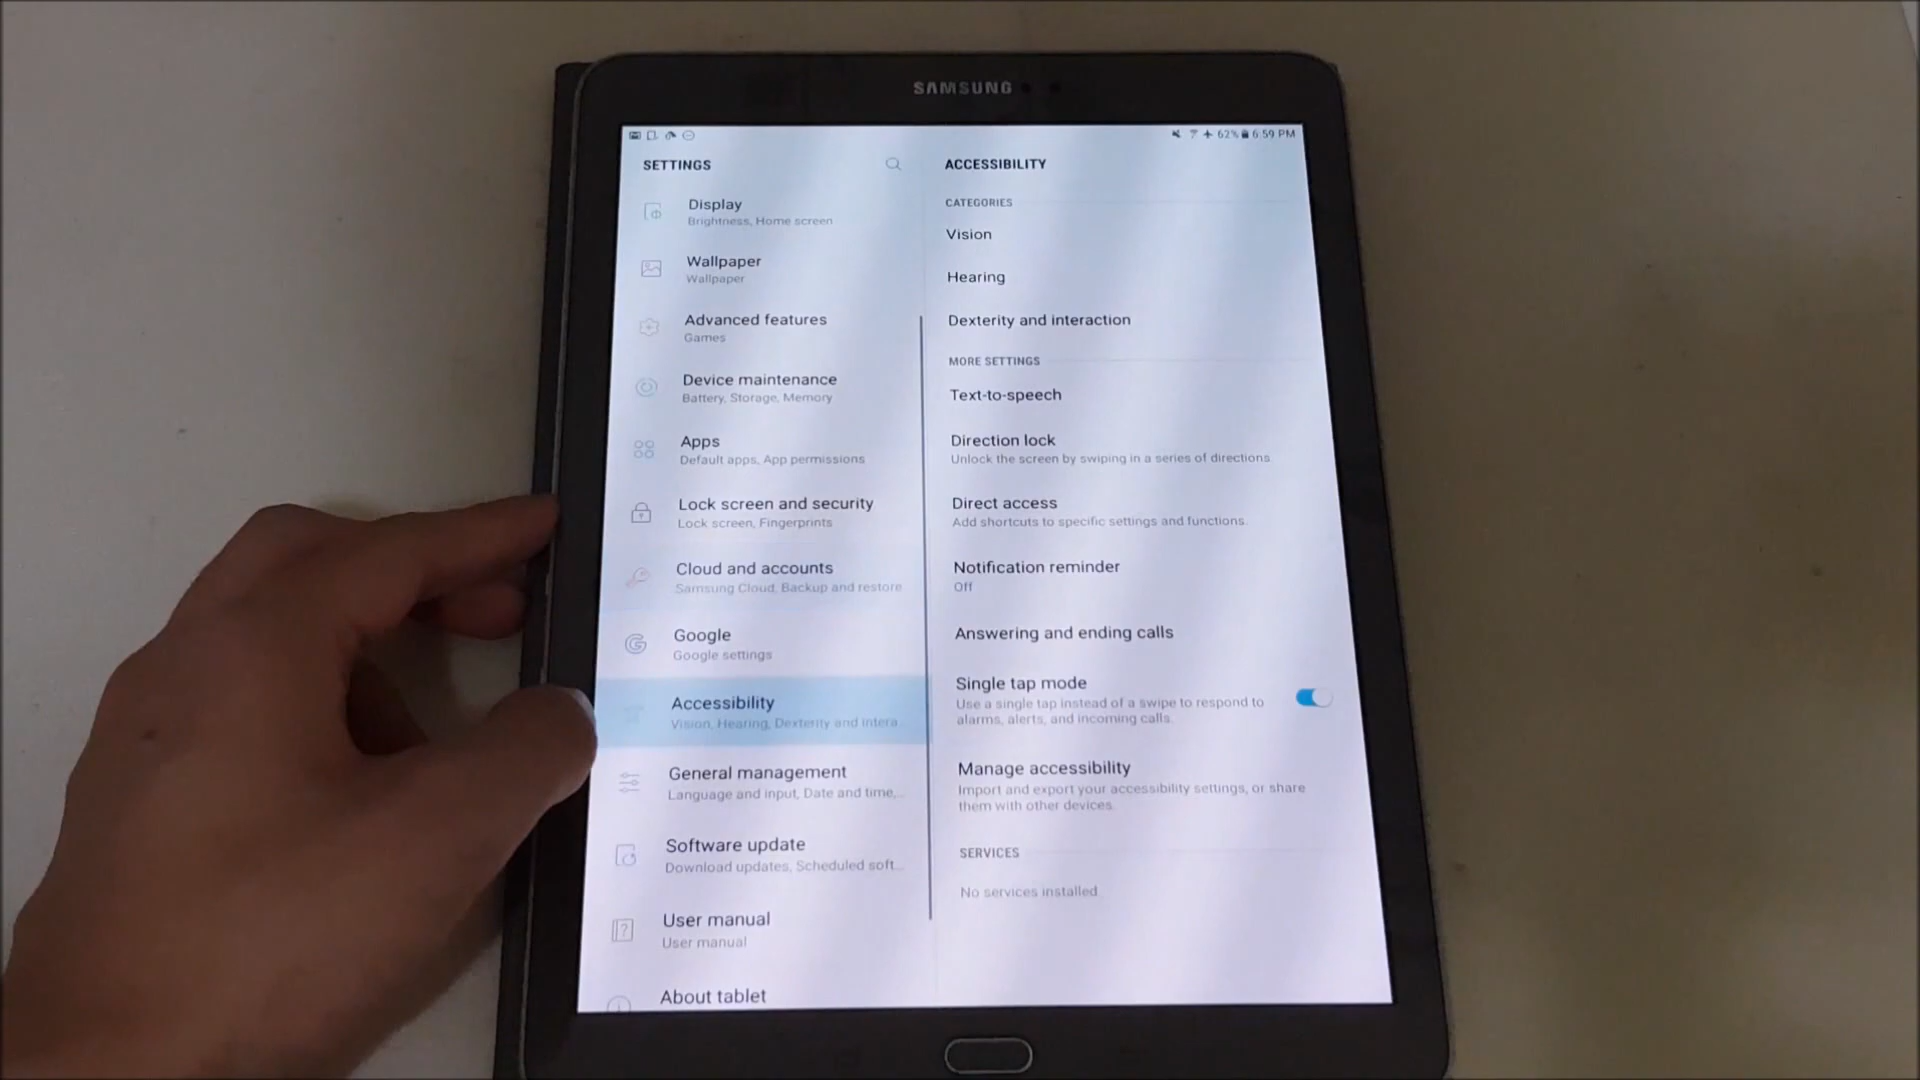 SAMSUNG
62% 6:59 PM
SETTINGS
Display
Brightness, Home screen
Wallpaper
Wallpaper
Advanced features
Games
Device maintenance
Battery, Storage, Memory
Apps
Default apps, App permissions
Lock screen and security
Lock screen, Fingerprints
Cloud and accounts
Samsung Cloud, Backup and restore
Google
Google settings
Accessibility
Vision, Hearing, Dexterity and intera...
General management
Language and input, Date and time,...
Software update
Download updates, Scheduled soft...
User manual
User manual
About tablet
ACCESSIBILITY
CATEGORIES
Vision
Hearing
Dexterity and interaction
MORE SETTINGS
Text-to-speech
Direction lock
Unlock the screen by swiping in a series of directions.
Direct access
Add shortcuts to specific settings and functions.
Notification reminder
Off
Answering and ending calls
Single tap mode
Use a single tap instead of a swipe to respond to
alarms, alerts, and incoming calls.
Manage accessibility
Import and export your accessibility settings, or share
them with other devices.
SERVICES
No services installed.